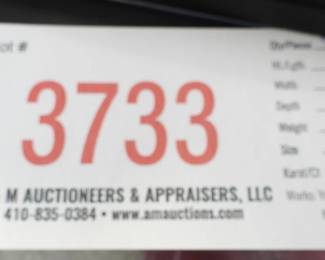 ot #
3733
M AUCTIONEERS & APPRAISERS, LLC
410-835-0384 • www.amauctions.com
Width
Depth
Weight
Size